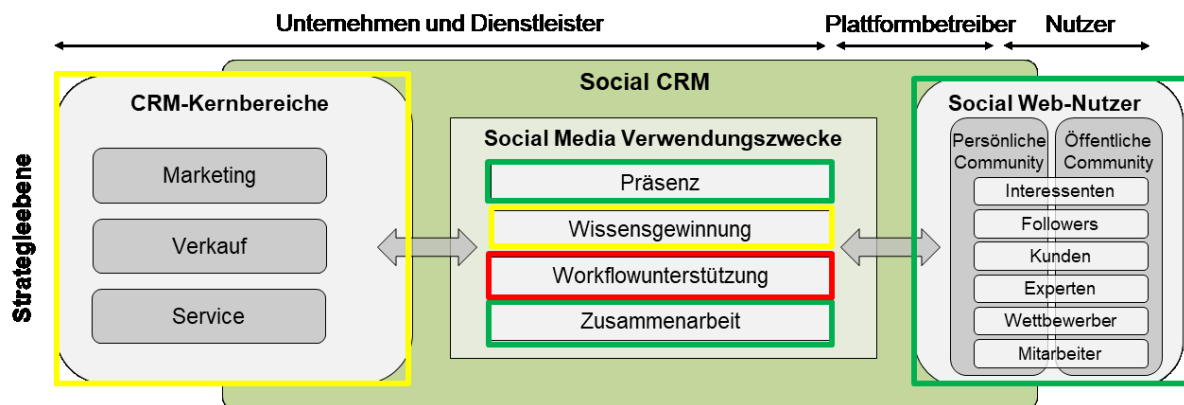 Unternehmen und Dienstleister
Plattformbetreiber
Nutzer
Strategieebene
Social CRM
CRM-Kernbereiche
Marketing
Verkauf
Service
Social Media Verwendungszwecke
Präsenz
Wissensgewinnung
Workflowunterstützung
Zusammenarbeit
Social Web-Nutzer
Persönliche
Community
Öffentliche
Community
Interessenten
Followers
Kunden
Experten
Wettbewerber
Mitarbeiter